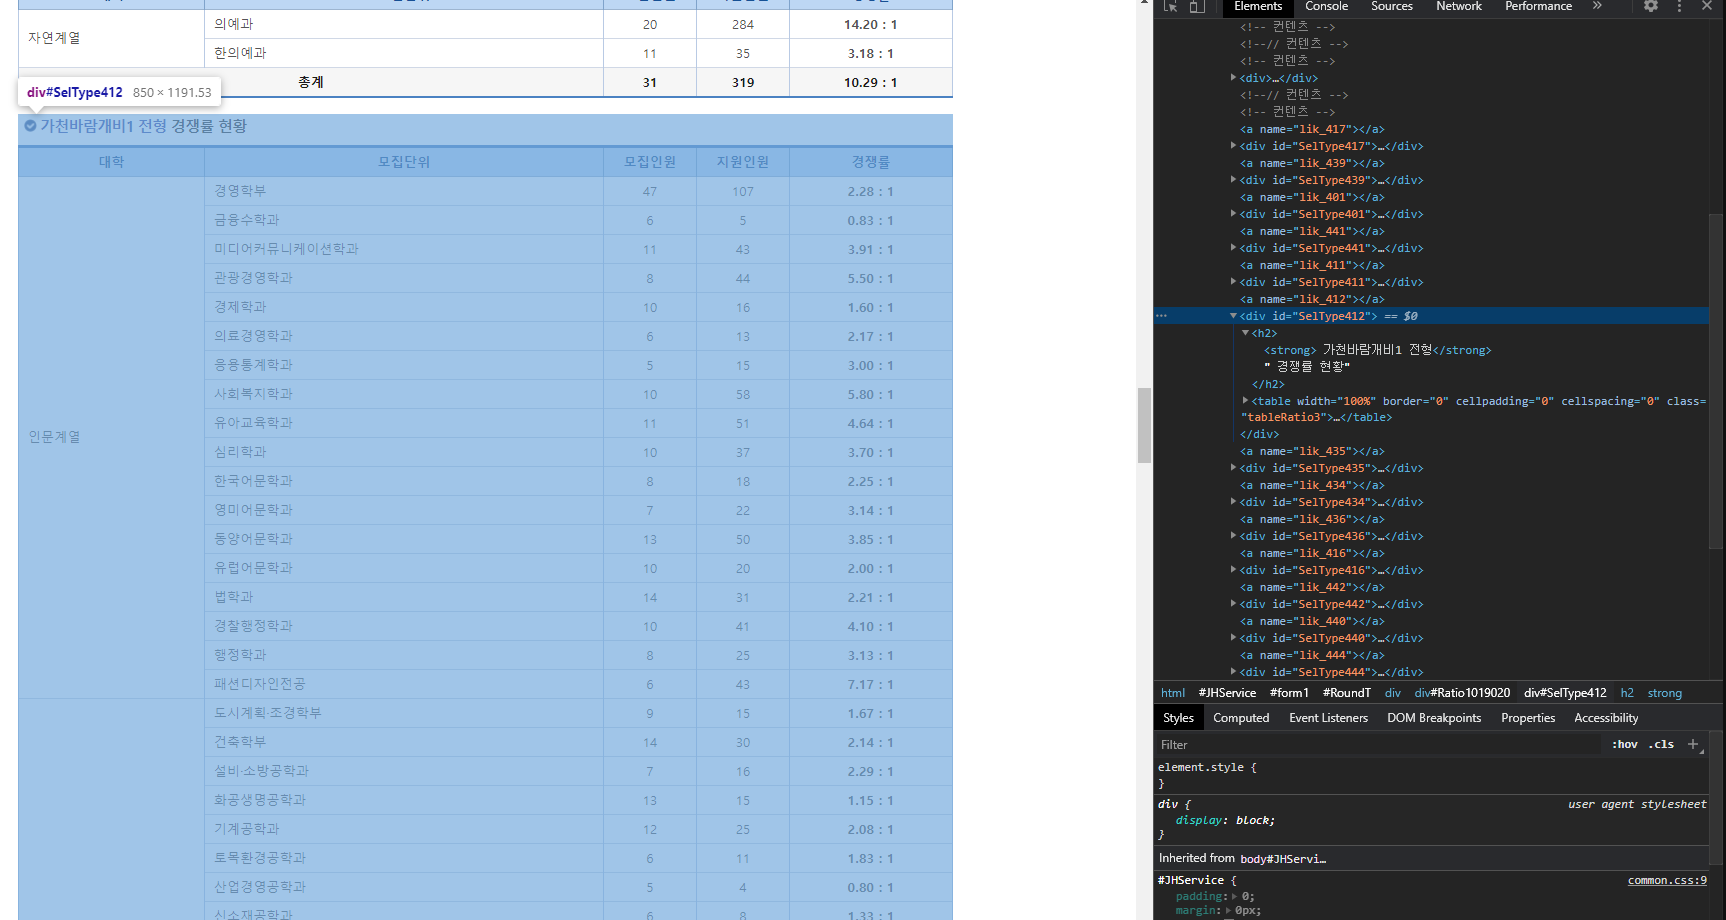 자연계열
의예과 20 284 14.20 : 1
한의예과 11 35 3.18 : 1
총계 31 319 10.29 : 1
div#SelType412 850 × 1191.53
가천바람개비1 전형 경쟁률 현황
대학 모집단위 모집인원 지원인원 경쟁률
인문계열
경영학부 47 107 2.28 : 1
금융수학과 6 5 0.83 : 1
미디어커뮤니케이션학과 11 43 3.91 : 1
관광경영학과 8 44 5.50 : 1
경제학과 10 16 1.60 : 1
의료경영학과 6 13 2.17 : 1
응용통계학과 5 15 3.00 : 1
사회복지학과 10 58 5.80 : 1
유아교육학과 11 51 4.64 : 1
심리학과 10 37 3.70 : 1
한국어문학과 8 18 2.25 : 1
영미어문학과 7 22 3.14 : 1
동양어문학과 13 50 3.85 : 1
유럽어문학과 10 20 2.00 : 1
법학과 14 31 2.21 : 1
경찰행정학과 10 41 4.10 : 1
행정학과 8 25 3.13 : 1
패션디자인전공 6 43 7.17 : 1
도시계획·조경학부 9 15 1.67 : 1
건축학부 14 30 2.14 : 1
설비·소방공학과 7 16 2.29 : 1
화공생명공학과 13 15 1.15 : 1
기계공학과 12 25 2.08 : 1
토목환경공학과 6 11 1.83 : 1
산업경영공학과 5 4 0.80 : 1
신소재공학과 6 8 1.33 : 1
Elements Console Sources Network Performance »
<!-- 컨텐츠 -->
<!--// 컨텐츠 -->
<!-- 컨텐츠 -->
<div>…</div>
<!--// 컨텐츠 -->
<!-- 컨텐츠 -->
<a name="lik_417"></a>
<div id="SelType417">…</div>
<a name="lik_439"></a>
<div id="SelType439">…</div>
<a name="lik_401"></a>
<div id="SelType401">…</div>
<a name="lik_441"></a>
<div id="SelType441">…</div>
<a name="lik_411"></a>
<div id="SelType411">…</div>
<a name="lik_412"></a>
<div id="SelType412"> == $0
<h2>
<strong> 가천바람개비1 전형</strong>
" 경쟁률 현황"
</h2>
<table width="100%" border="0" cellpadding="0" cellspacing="0" class=
"tableRatio3">…</table>
</div>
<a name="lik_435"></a>
<div id="SelType435">…</div>
<a name="lik_434"></a>
<div id="SelType434">…</div>
<a name="lik_436"></a>
<div id="SelType436">…</div>
<a name="lik_416"></a>
<div id="SelType416">…</div>
<a name="lik_442"></a>
<div id="SelType442">…</div>
<a name="lik_440"></a>
<div id="SelType440">…</div>
<a name="lik_444"></a>
<div id="SelType444">…</div>
html #JHService #form1 #RoundT div div#Ratio1019020 div#SelType412 h2 strong
Styles Computed Event Listeners DOM Breakpoints Properties Accessibility
Filter :hov .cls +
element.style {
}
div { user agent stylesheet
display: block;
}
Inherited from body#JHServi…
#JHService { common.css:9
padding: 0;
margin: 0px;